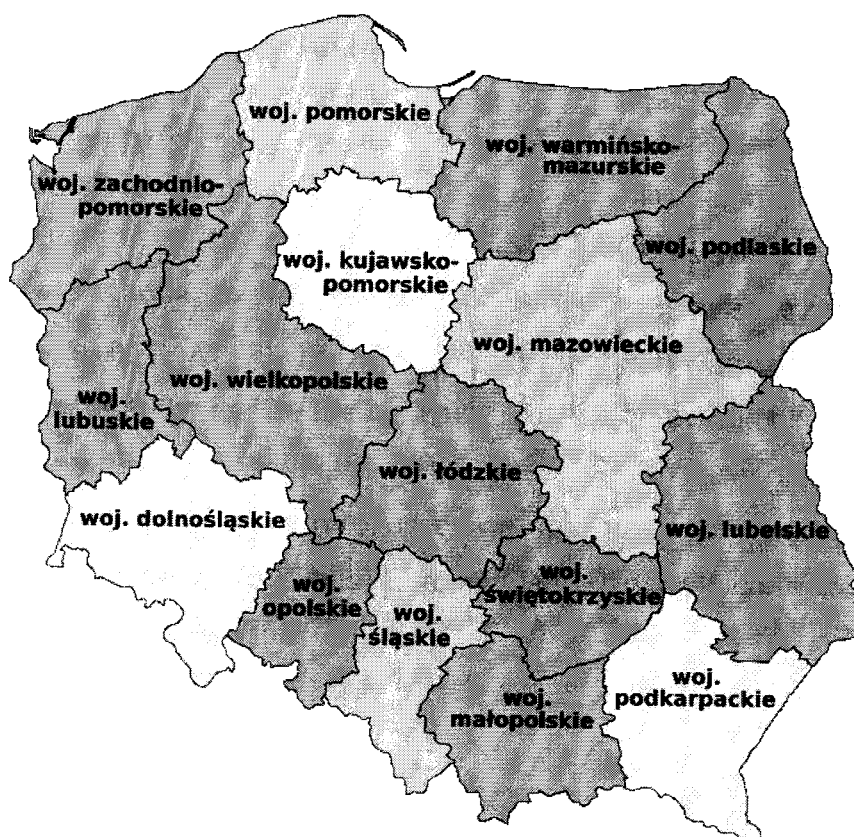 woj. pomorskie
woj. warmińsko-
mazurskie
woj. zachodnio-
pomorskie
woj. podlaskie
woj. kujawsko-
pomorskie
woj. mazowieckie
woj. wielkopolskie
woj.
lubuskie
woj. łódzkie
woj. dolnośląskie
woj. lubelskie
woj.
opolskie
woj.
świętokrzyskie
woj.
śląskie
woj.
podkarpackie
woj.
małopolskie